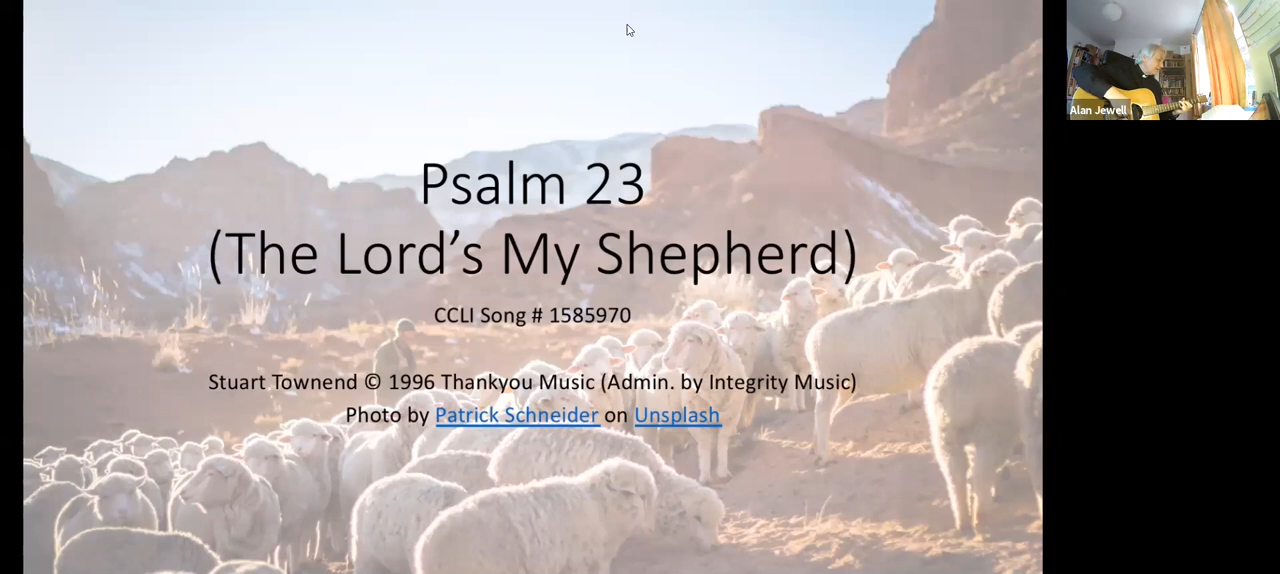 Psalm 23
(The Lord's My Shepherd)
CCLI Song # 1585970
Stuart Townend © 1996 Thankyou Music (Admin. by Integrity Music)
Photo by Patrick Schneider on Unsplash
Alan Jewell